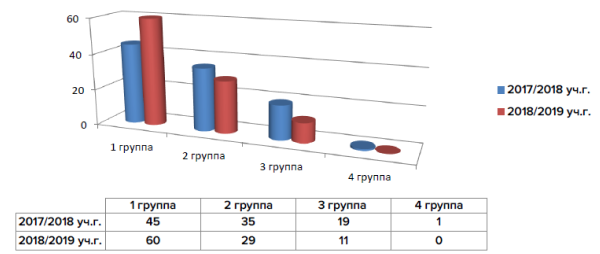 60
40
20
0
1 группа
2 группа
3 группа
4 группа
2017/2018 уч.г.
2018/2019 уч.г.
1 группа 2 группа 3 группа 4 группа
2017/2018 уч.г. 45 35 19 1
2018/2019 уч.г. 60 29 11 0